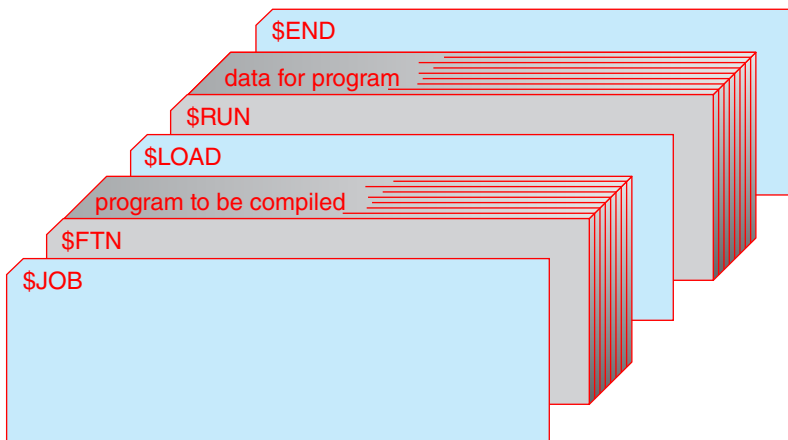 $END
data for program
$RUN
$LOAD
program to be compiled
$FTN
$JOB